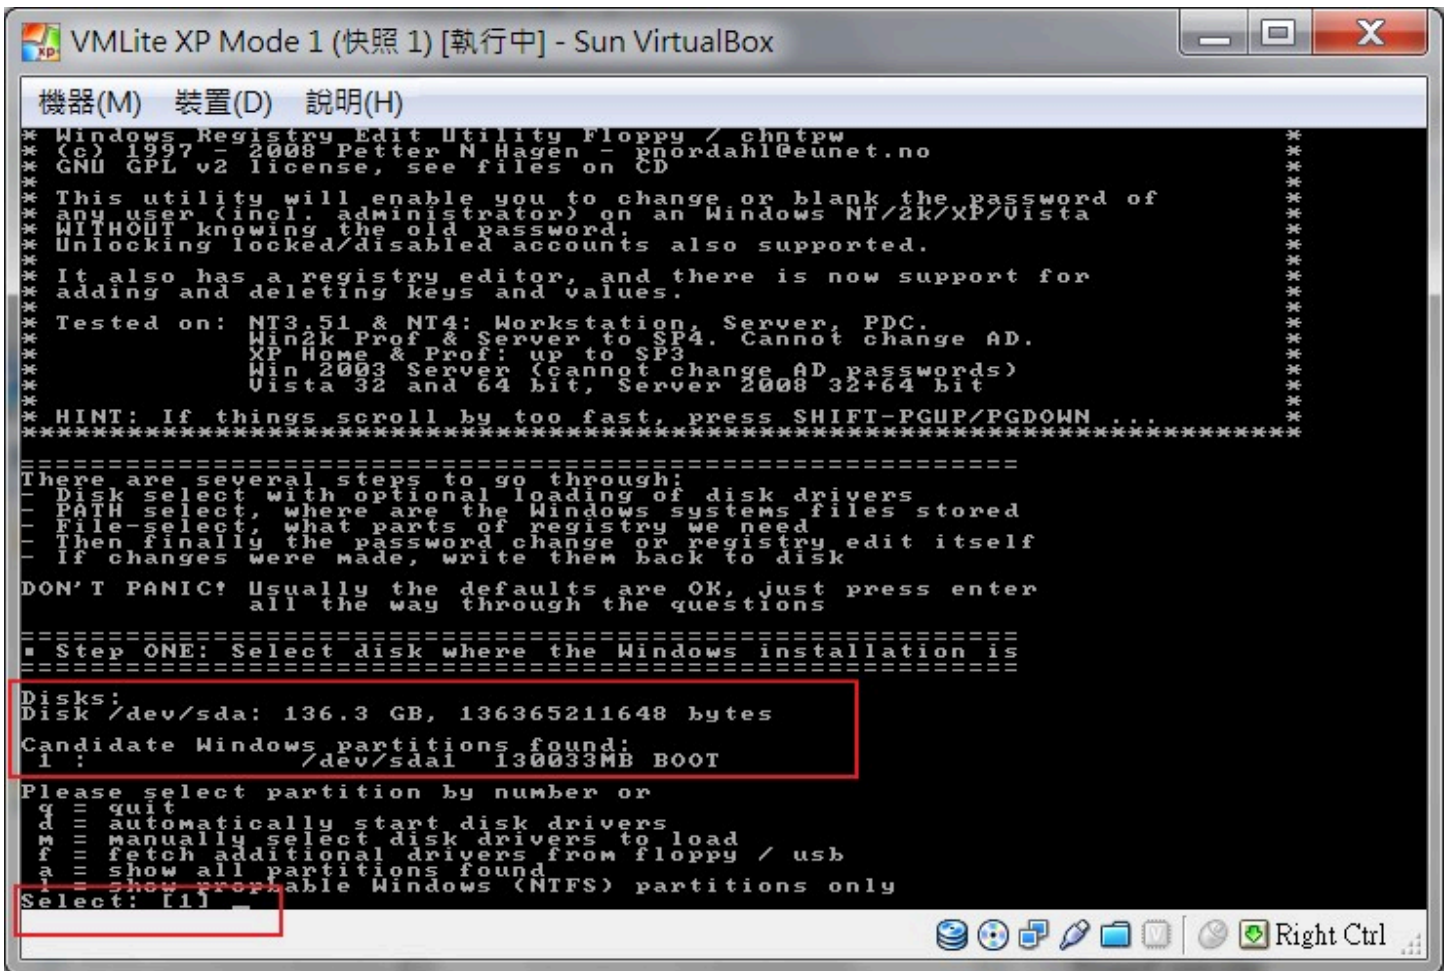 VMLite XP Mode 1 (快照 1) [執行中] - Sun VirtualBox
機器(M) 裝置(D) 說明(H)
* Windows Registry Edit Utility Floppy / chntpw *
* (c) 1997 - 2008 Petter N Hagen - pnordahl@eunet.no *
* GNU GPL v2 license, see files on CD *
* *
* This utility will enable you to change or blank the password of *
* any user (incl. administrator) on an Windows NT/2k/XP/Vista *
* WITHOUT knowing the old password. *
* Unlocking locked/disabled accounts also supported. *
* *
* It also has a registry editor, and there is now support for *
* adding and deleting keys and values. *
* *
* Tested on: NT3.51 & NT4: Workstation, Server, PDC. *
* Win2k Prof & Server to SP4. Cannot change AD. *
* XP Home & Prof: up to SP3 *
* Win 2003 Server (cannot change AD passwords) *
* Vista 32 and 64 bit, Server 2008 32+64 bit *
* *
* HINT: If things scroll by too fast, press SHIFT-PGUP/PGDOWN ... *
**************************************************************************
=========================================================
There are several steps to go through:
- Disk select with optional loading of disk drivers
- PATH select, where are the Windows systems files stored
- File-select, what parts of registry we need
- Then finally the password change or registry edit itself
- If changes were made, write them back to disk
DON'T PANIC! Usually the defaults are OK, just press enter
all the way through the questions
=========================================================
▪ Step ONE: Select disk where the Windows installation is
=========================================================
Disks:
Disk /dev/sda: 136.3 GB, 136365211648 bytes
Candidate Windows partitions found:
1 : /dev/sda1 130033MB BOOT
Please select partition by number or
q = quit
d = automatically start disk drivers
m = manually select disk drivers to load
f = fetch additional drivers from floppy / usb
a = show all partitions found
l = show propbable Windows (NTFS) partitions only
Select: [1] _
Right Ctrl